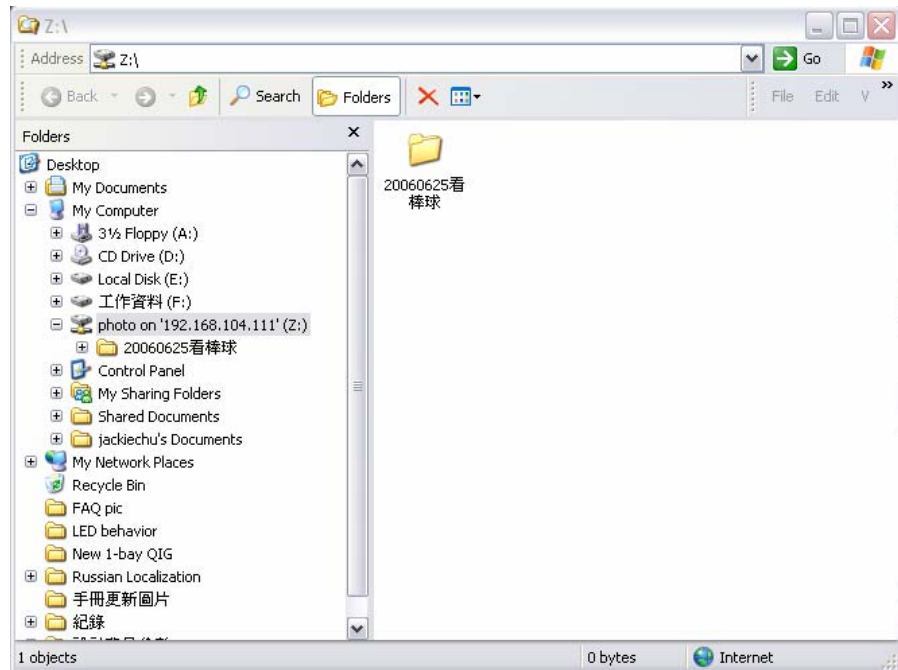 Z:\
Address Z:\ Go
Back Search Folders File Edit V »
Folders x
Desktop
My Documents
My Computer
3½ Floppy (A:)
CD Drive (D:)
Local Disk (E:)
工作資料 (F:)
photo on '192.168.104.111' (Z:)
20060625看棒球
Control Panel
My Sharing Folders
Shared Documents
jackiechu's Documents
My Network Places
Recycle Bin
FAQ pic
LED behavior
New 1-bay QIG
Russian Localization
手冊更新圖片
紀錄
20060625看
棒球
1 objects 0 bytes Internet